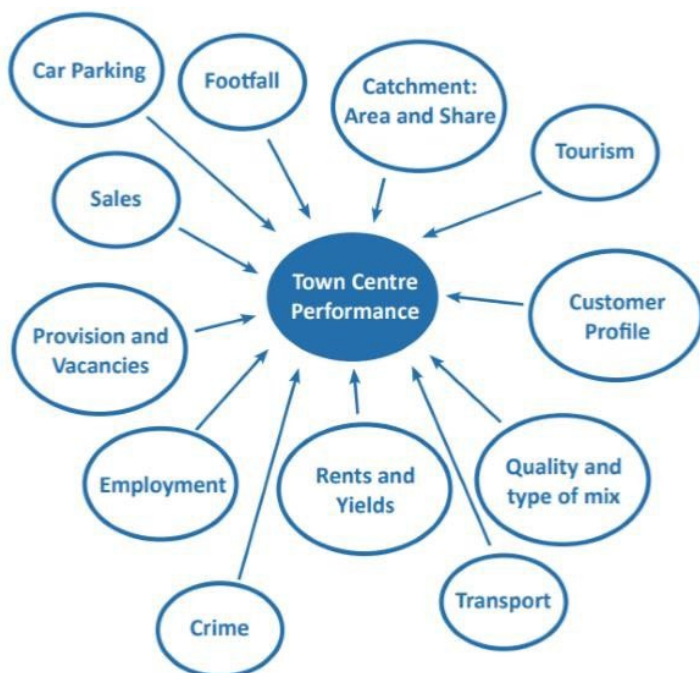 Car Parking
Footfall
Catchment:
Area and Share
Tourism
Sales
Town Centre
Performance
Customer
Profile
Provision and
Vacancies
Employment
Rents and
Yields
Quality and
type of mix
Crime
Transport